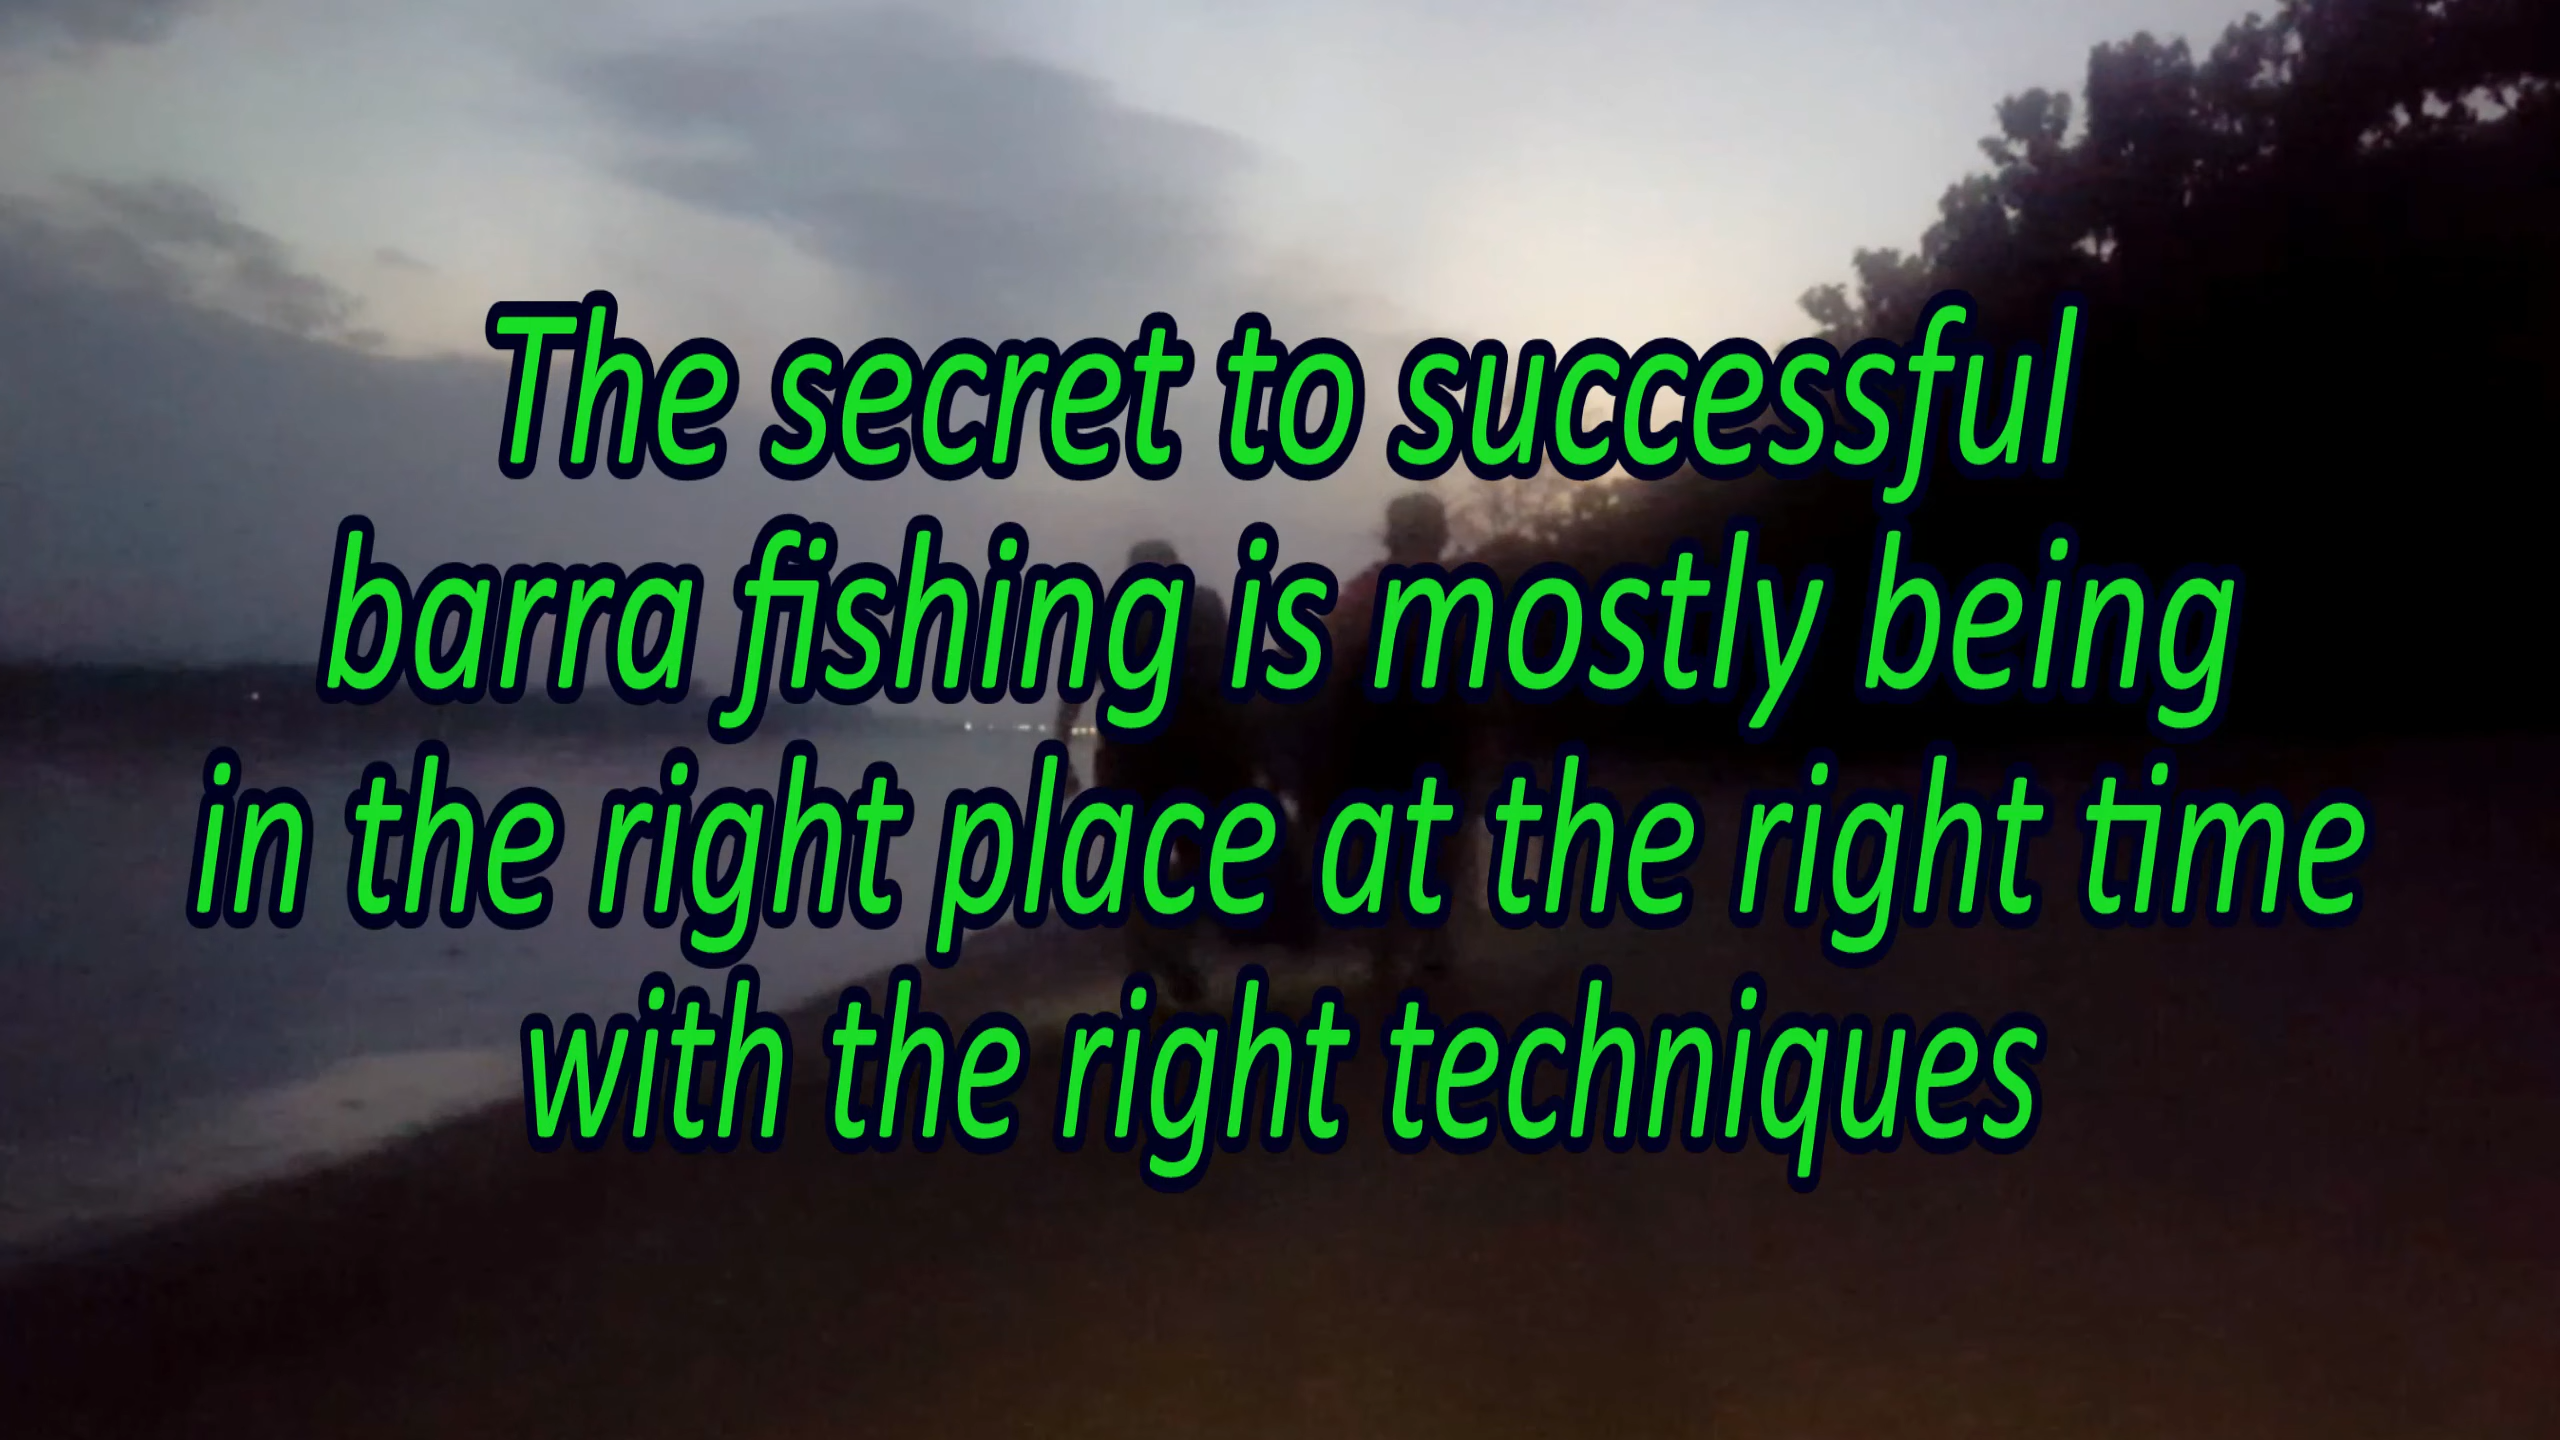 The secret to successful
barra fishing is mostly being
in the right place at the right time
with the right techniques